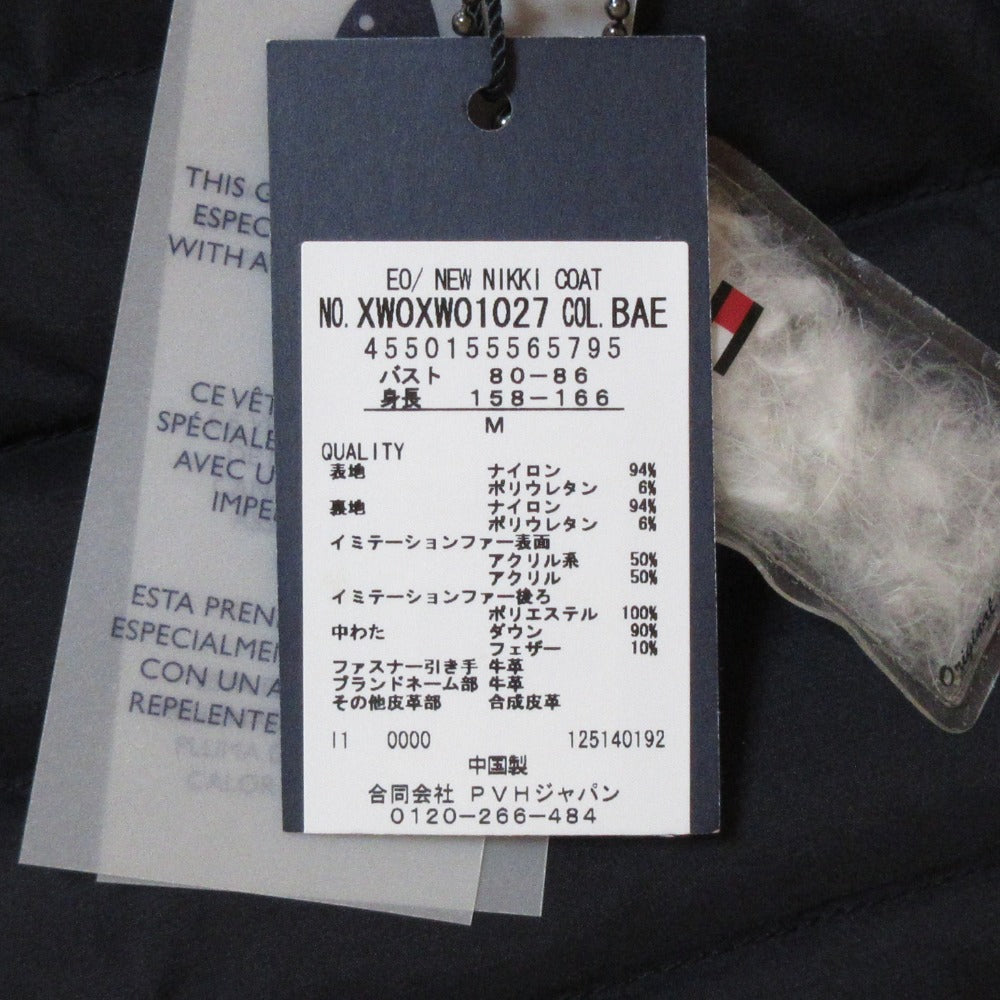 EO/ NEW NIKKI COAT
NO. XW0XW01027 COL. BAE
4550155565795
バスト 80-86
身長 158-166
M
QUALITY
表地 ナイロン 94%
ポリウレタン 6%
裏地 ナイロン 94%
ポリウレタン 6%
イミテーションファー表面
アクリル系 50%
アクリル 50%
イミテーションファー後ろ
ポリエステル 100%
中わた ダウン 90%
フェザー 10%
ファスナー引き手 牛革
ブランドネーム部 牛革
その他皮革部 合成皮革
I1 0000 125140192
中国製
合同会社 PVHジャパン
0120-266-484
THIS G
ESPEC
WITH A
CE VÊT
SPÉCIALE
AVEC U
IMPE
ESTA PREN
ESPECIALMEN
CON UN A
REPELENTE
PLUMA
CALOR
Original